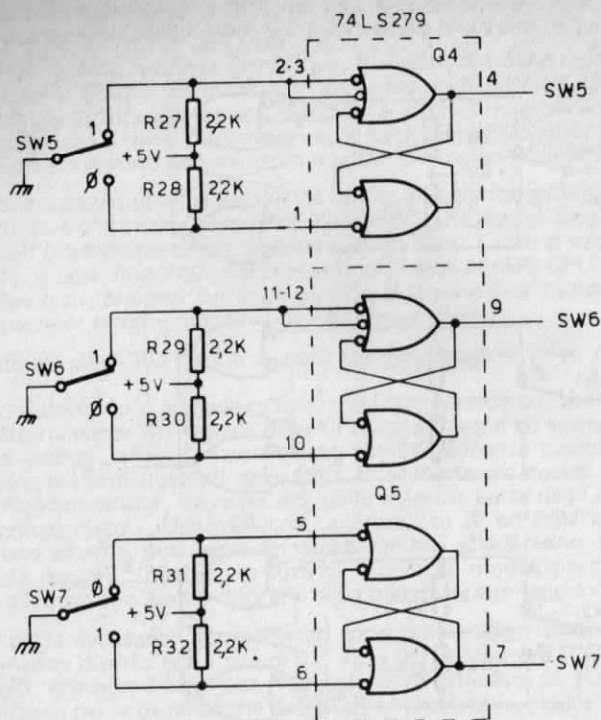 74LS279
Q4
2·3
4
SW5
1
R27
2,2K
SW5
+5V
Ø
R28
2,2K
1
11-12
9
SW6
R29
2,2K
1
SW6
+5V
Ø
R30
2,2K
10
Q5
5
Ø
R31
2,2K
SW7
+5V
1
R32
2,2K
6
7
SW7